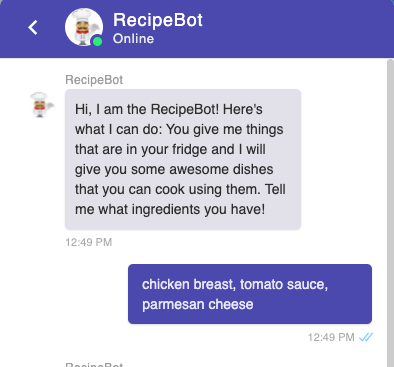 RecipeBot
Online
RecipeBot
Hi, I am the RecipeBot! Here's
what I can do: You give me things
that are in your fridge and I will
give you some awesome dishes
that you can cook using them. Tell
me what ingredients you have!
12:49 PM
chicken breast, tomato sauce,
parmesan cheese
12:49 PM
RecipeBot